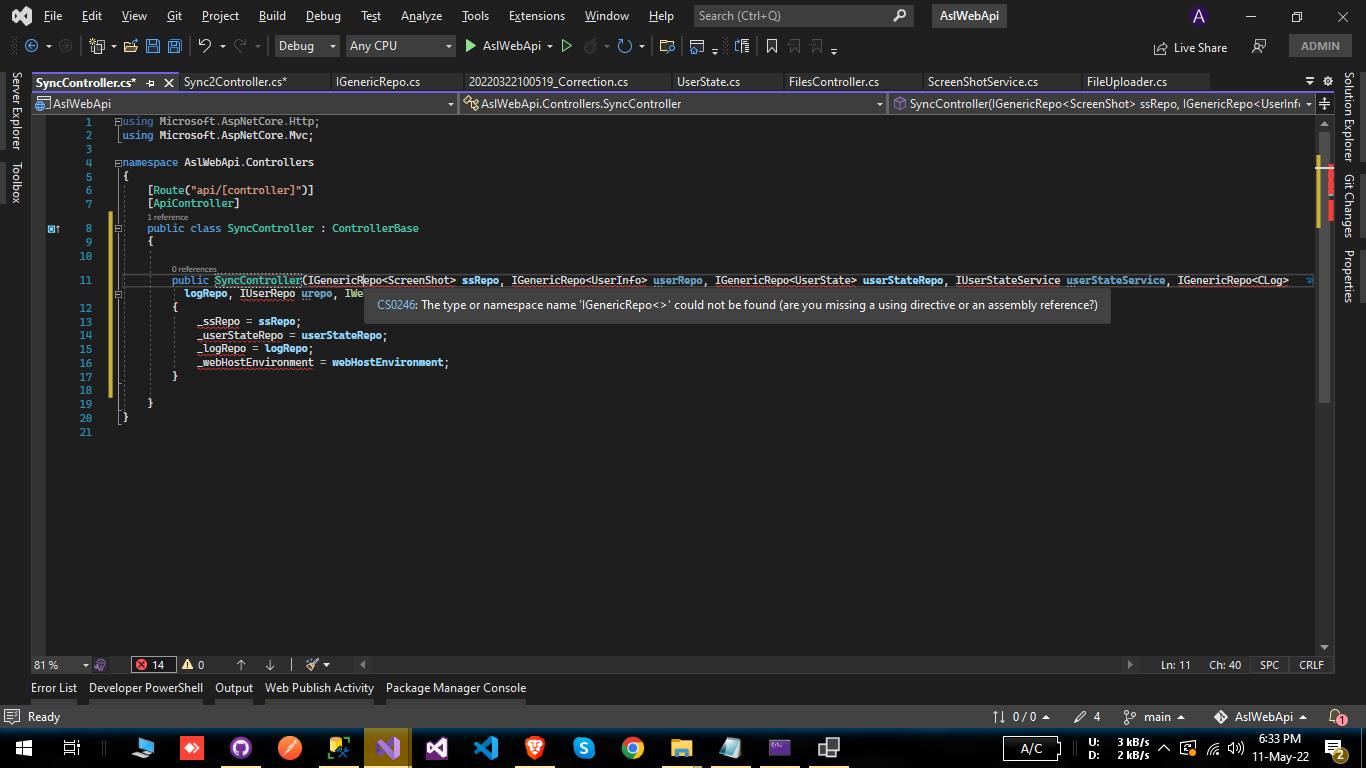 File Edit View Git Project Build Debug Test Analyze Tools Extensions Window Help Search (Ctrl+Q) AslWebApi A
Debug Any CPU AslWebApi Live Share ADMIN
SyncController.cs* Sync2Controller.cs* IGenericRepo.cs 20220322100519_Correction.cs UserState.cs FilesController.cs ScreenShotService.cs FileUploader.cs
AslWebApi AslWebApi.Controllers.SyncController SyncController(IGenericRepo<ScreenShot> ssRepo, IGenericRepo<UserInfo
Server Explorer
Toolbox
Solution Explorer
Git Changes
Properties
1 using Microsoft.AspNetCore.Http;
2 using Microsoft.AspNetCore.Mvc;
3
4 namespace AslWebApi.Controllers
5 {
6 [Route("api/[controller]")]
7 [ApiController]
1 reference
8 public class SyncController : ControllerBase
9 {
10
0 references
11 public SyncController(IGenericRepo<ScreenShot> ssRepo, IGenericRepo<UserInfo> userRepo, IGenericRepo<UserState> userStateRepo, IUserStateService userStateService, IGenericRepo<CLog>
logRepo, IUserRepo urepo, IWe
CS0246: The type or namespace name 'IGenericRepo<>' could not be found (are you missing a using directive or an assembly reference?)
12 {
13 _ssRepo = ssRepo;
14 _userStateRepo = userStateRepo;
15 _logRepo = logRepo;
16 _webHostEnvironment = webHostEnvironment;
17 }
18
19 }
20 }
21
81 % 14 0 Ln: 11 Ch: 40 SPC CRLF
Error List Developer PowerShell Output Web Publish Activity Package Manager Console
Ready 0 / 0 4 main AslWebApi 1
A/C U: 3 kB/s D: 2 kB/s 6:33 PM 11-May-22 2